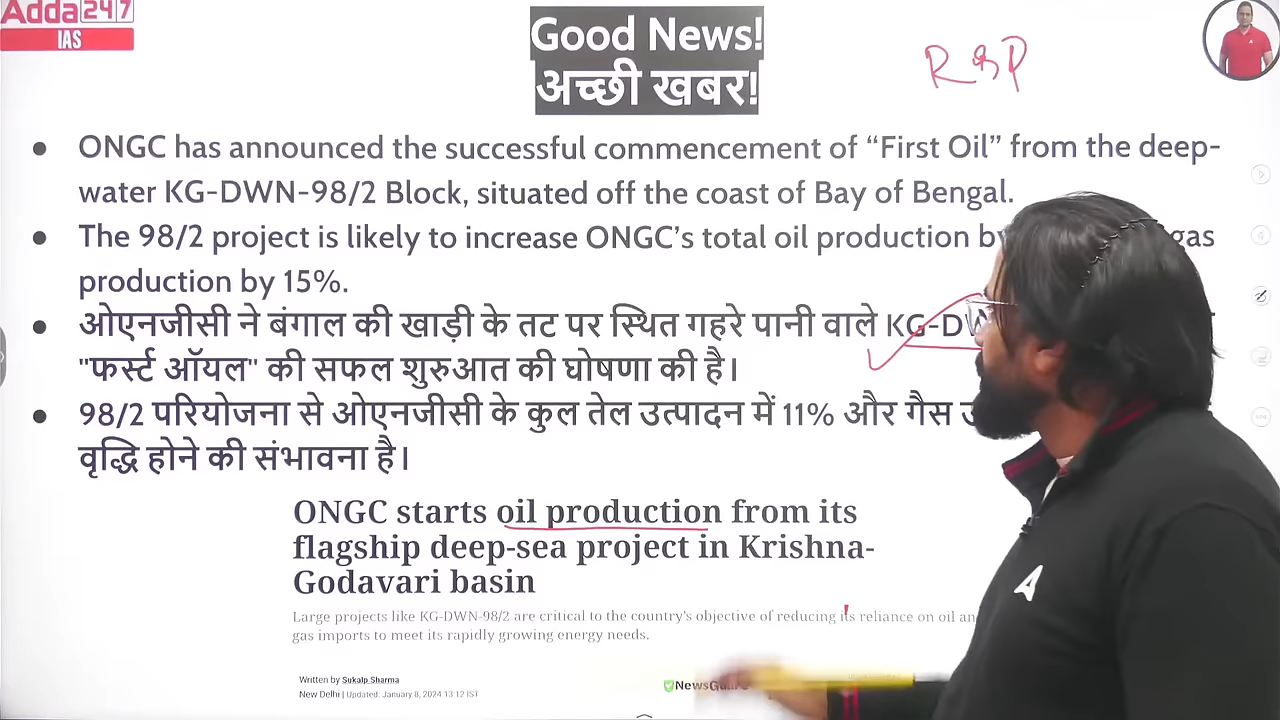 Adda247
IAS
Good News!
अच्छी खबर!
ONGC has announced the successful commencement of “First Oil” from the deep-
water KG-DWN-98/2 Block, situated off the coast of Bay of Bengal.
The 98/2 project is likely to increase ONGC’s total oil production by gas
production by 15%.
ओएनजीसी ने बंगाल की खाड़ी के तट पर स्थित गहरे पानी वाले KG-DW
"फर्स्ट ऑयल" की सफल शुरुआत की घोषणा की है।
98/2 परियोजना से ओएनजीसी के कुल तेल उत्पादन में 11% और गैस
वृद्धि होने की संभावना है।
ONGC starts oil production from its
flagship deep-sea project in Krishna-
Godavari basin
Large projects like KG-DWN-98/2 are critical to the country's objective of reducing its reliance on oil an
gas imports to meet its rapidly growing energy needs.
Written by Sukalp Sharma
New Delhi | Updated: January 8, 2024 13:12 IST